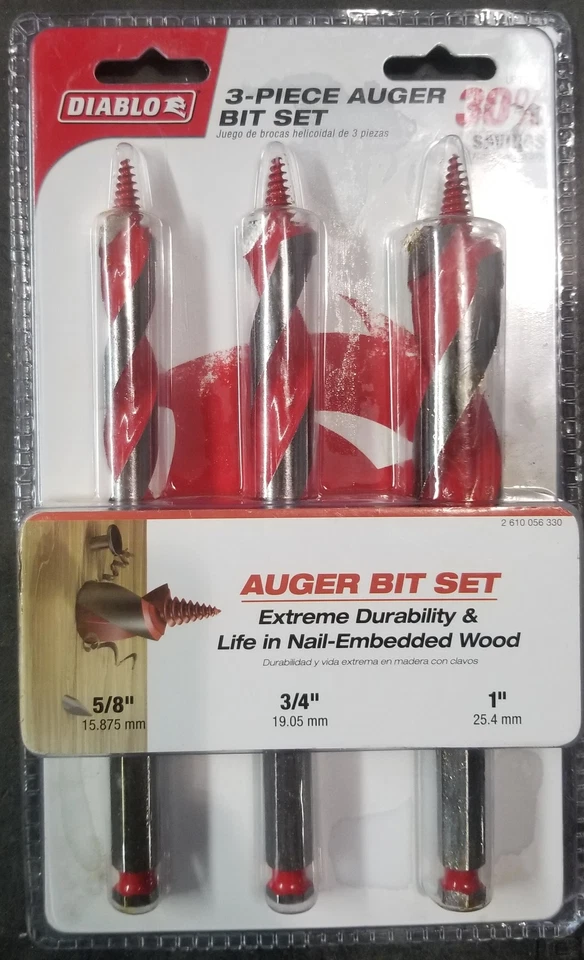 DIABLO
3-PIECE AUGER
BIT SET
Juego de brocas helicoidal de 3 piezas
30%
SAVINGS
2 610 056 330
AUGER BIT SET
Extreme Durability &
Life in Nail-Embedded Wood
Durabilidad y vida extrema en madera con clavos
5/8" 3/4" 1"
15.875 mm 19.05 mm 25.4 mm